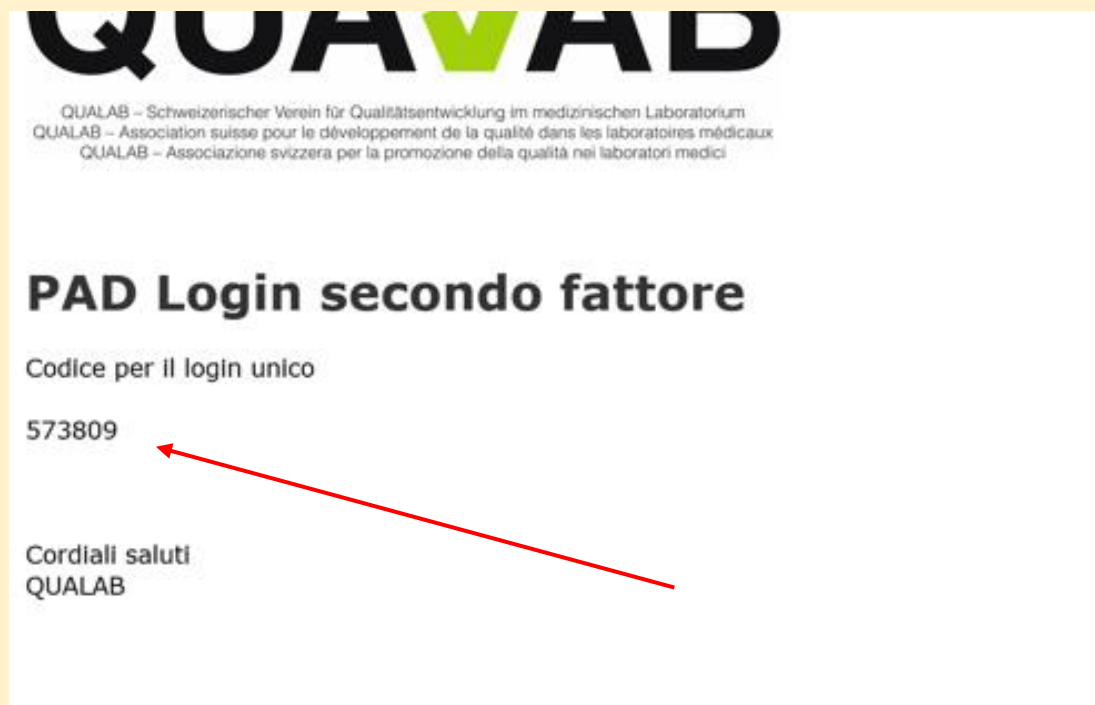 QUALAB
QUALAB – Schweizerischer Verein für Qualitätsentwicklung im medizinischen Laboratorium
QUALAB – Association suisse pour le développement de la qualité dans les laboratoires médicaux
QUALAB – Associazione svizzera per la promozione della qualità nei laboratori medici
PAD Login secondo fattore
Codice per il login unico
573809
Cordiali saluti
QUALAB